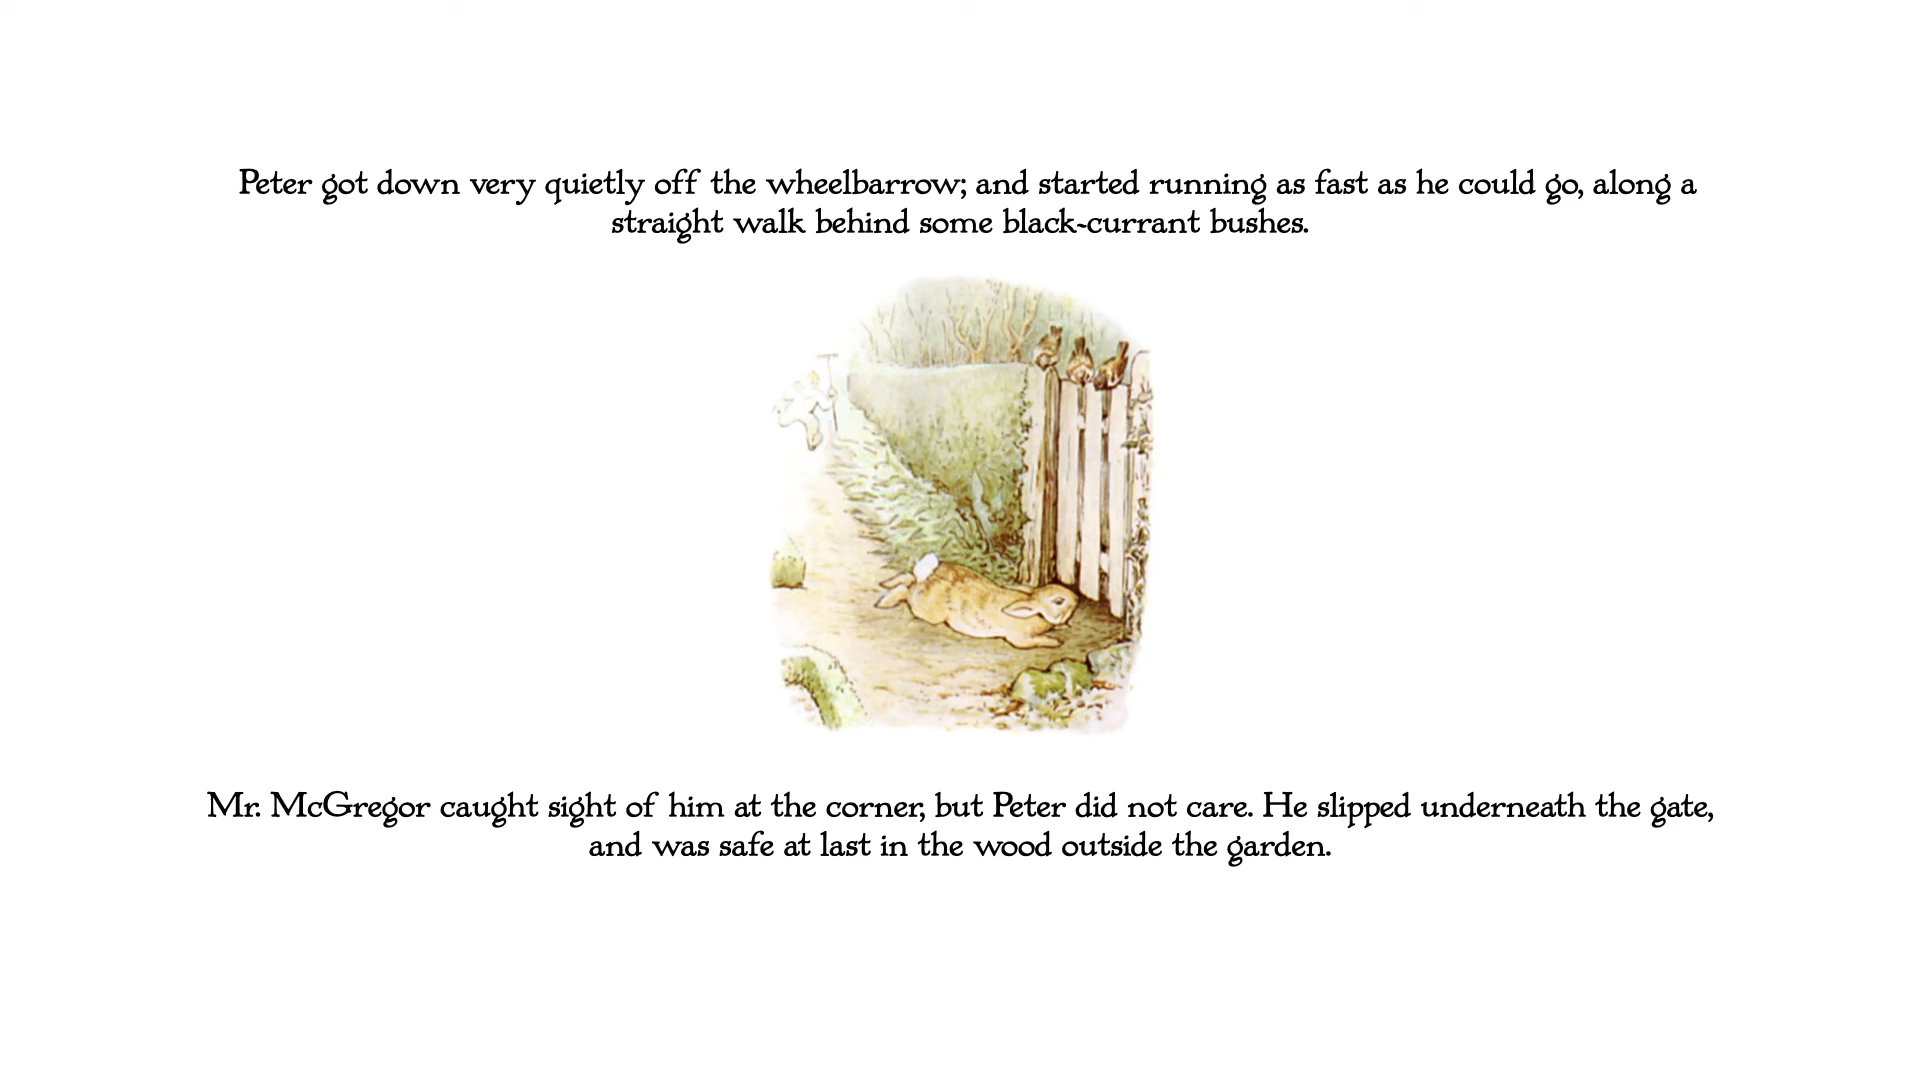 Peter got down very quietly off the wheelbarrow; and started running as fast as he could go, along a
straight walk behind some black-currant bushes.
Mr. McGregor caught sight of him at the corner, but Peter did not care. He slipped underneath the gate,
and was safe at last in the wood outside the garden.